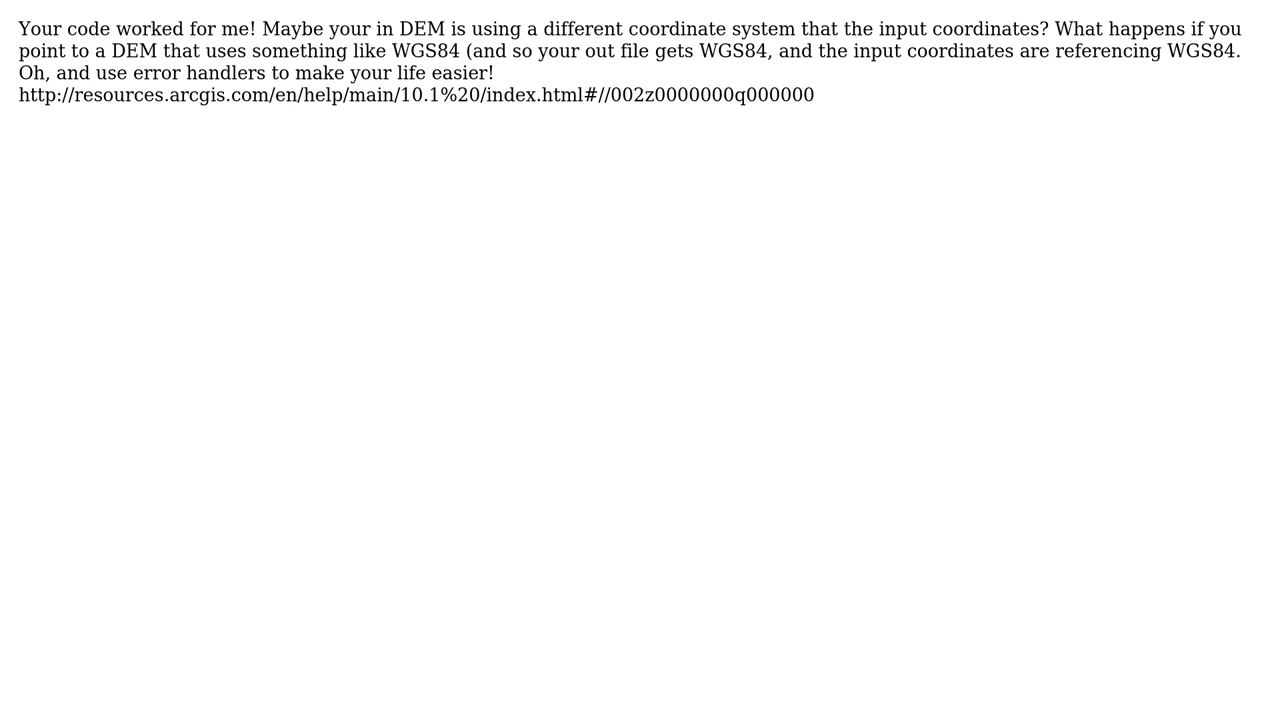 Your code worked for me! Maybe your in DEM is using a different coordinate system that the input coordinates? What happens if you
point to a DEM that uses something like WGS84 (and so your out file gets WGS84, and the input coordinates are referencing WGS84.
Oh, and use error handlers to make your life easier!
http://resources.arcgis.com/en/help/main/10.1%20/index.html#//002z0000000q000000